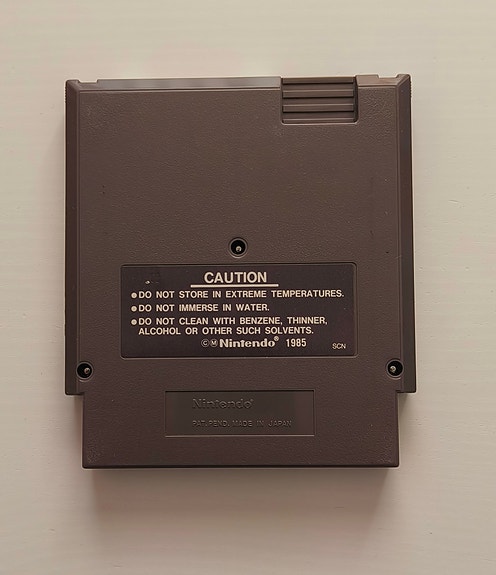 CAUTION
●DO NOT STORE IN EXTREME TEMPERATURES.
●DO NOT IMMERSE IN WATER.
●DO NOT CLEAN WITH BENZENE, THINNER,
ALCOHOL OR OTHER SUCH SOLVENTS.
©Ⓜ Nintendo® 1985 SCN
Nintendo®
PAT. PEND. MADE IN JAPAN